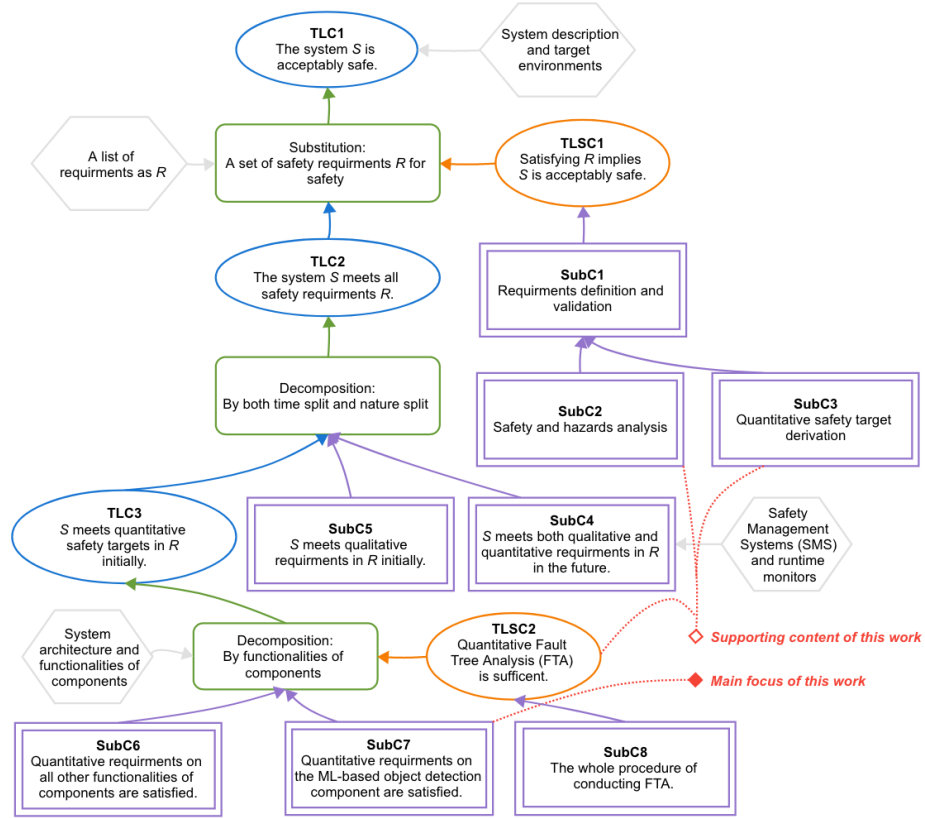 TLC1
The system S is
acceptably safe.
System description
and target
environments
Substitution:
A set of safety requirments R for
safety
A list of
requirments as R
TLSC1
Satisfying R implies
S is acceptably safe.
TLC2
The system S meets all
safety requirments R.
SubC1
Requirments definition and
validation
Decomposition:
By both time split and nature split
SubC2
Safety and hazards analysis
SubC3
Quantitative safety target
derivation
TLC3
S meets quantitative
safety targets in R
initially.
SubC5
S meets qualitative
requirments in R initially.
SubC4
S meets both qualitative and
quantitative requirments in R
in the future.
Safety
Management
Systems (SMS)
and runtime
monitors
System
architecture and
functionalities of
components
Decomposition:
By functionalities of
components
TLSC2
Quantitative Fault
Tree Analysis (FTA)
is sufficent.
Supporting content of this work
Main focus of this work
SubC6
Quantitative requirments on
all other functionalities of
components are satisfied.
SubC7
Quantitative requirments on
the ML-based object detection
component are satisfied.
SubC8
The whole procedure of
conducting FTA.